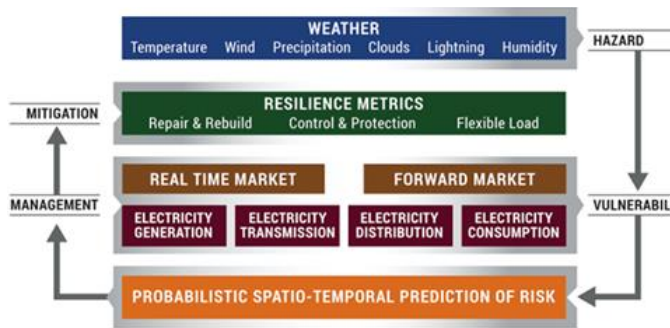 WEATHER
Temperature Wind Precipitation Clouds Lightning Humidity
HAZARD
MITIGATION
RESILIENCE METRICS
Repair & Rebuild Control & Protection Flexible Load
REAL TIME MARKET FORWARD MARKET
MANAGEMENT
ELECTRICITY GENERATION
ELECTRICITY TRANSMISSION
ELECTRICITY DISTRIBUTION
ELECTRICITY CONSUMPTION
VULNERABIL
PROBABILISTIC SPATIO-TEMPORAL PREDICTION OF RISK